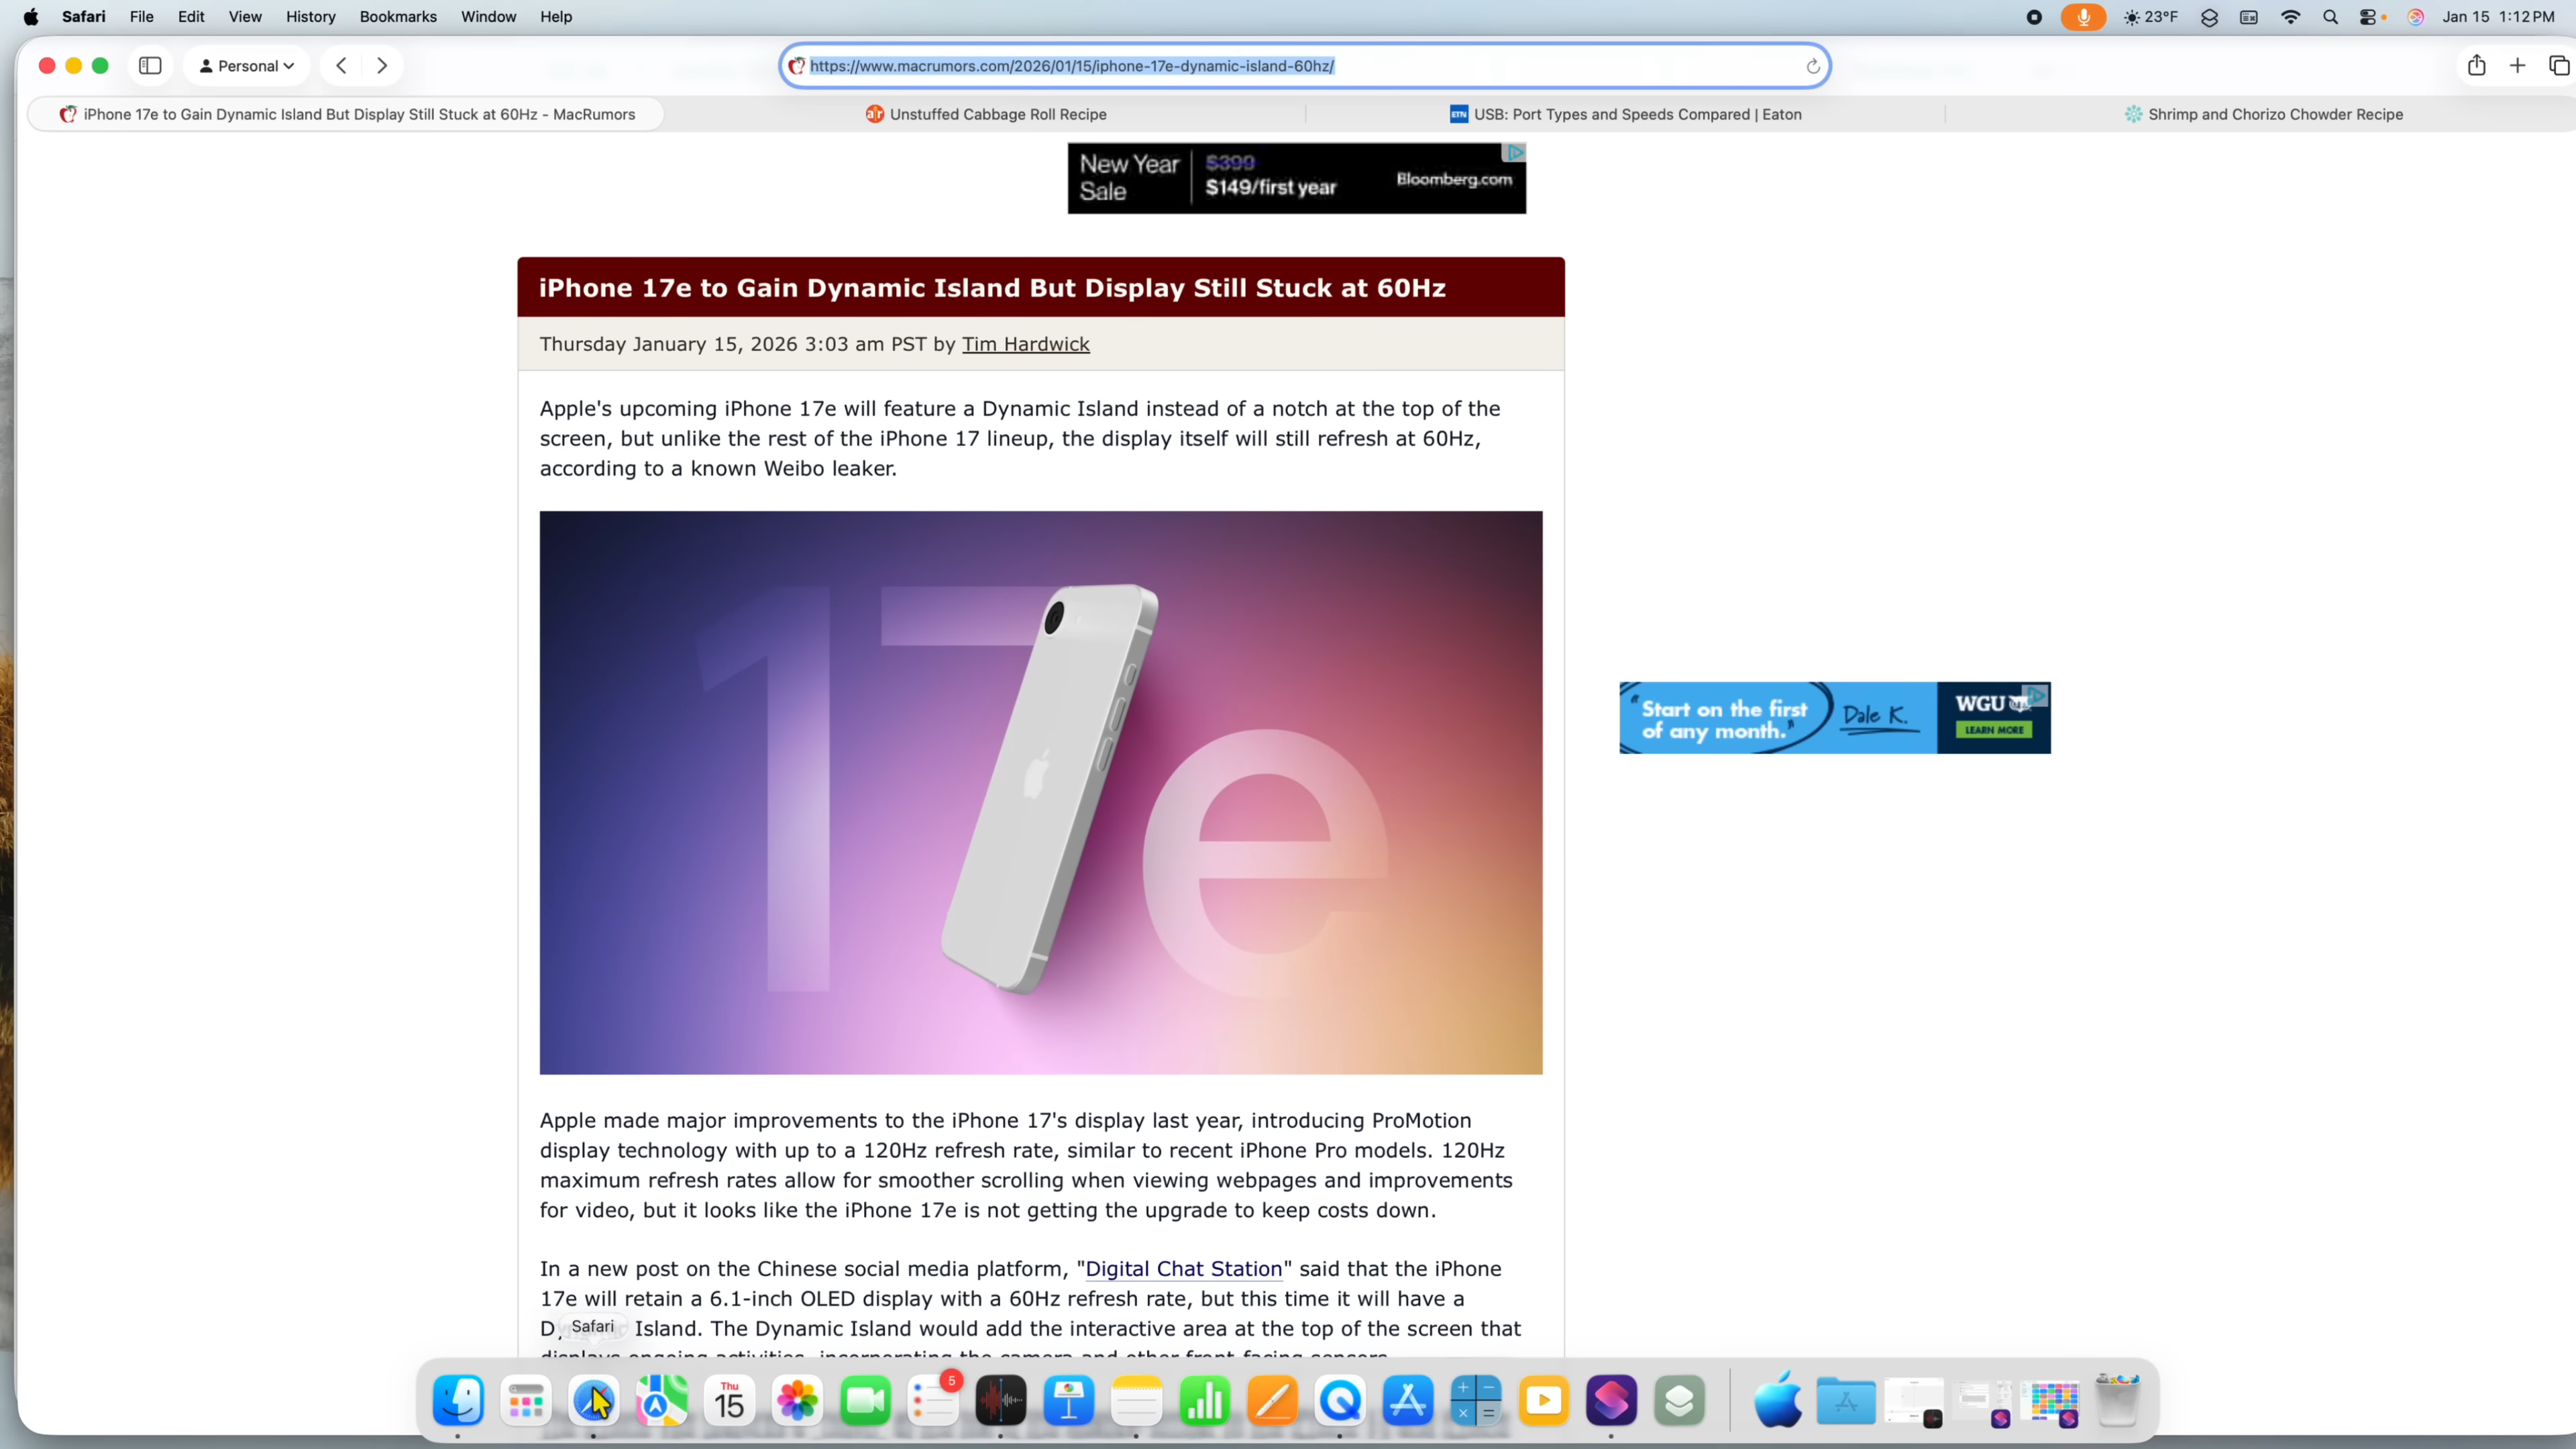 Safari File Edit View History Bookmarks Window Help 23°F Jan 15 1:12 PM
Personal https://www.macrumors.com/2026/01/15/iphone-17e-dynamic-island-60hz/
iPhone 17e to Gain Dynamic Island But Display Still Stuck at 60Hz - MacRumors
Unstuffed Cabbage Roll Recipe
USB: Port Types and Speeds Compared | Eaton
Shrimp and Chorizo Chowder Recipe
New Year
Sale
$399
$149/first year
Bloomberg.com
iPhone 17e to Gain Dynamic Island But Display Still Stuck at 60Hz
Thursday January 15, 2026 3:03 am PST by Tim Hardwick
Apple's upcoming iPhone 17e will feature a Dynamic Island instead of a notch at the top of the
screen, but unlike the rest of the iPhone 17 lineup, the display itself will still refresh at 60Hz,
according to a known Weibo leaker.
17e
"Start on the first
of any month."
Dale K.
WGU
LEARN MORE
Apple made major improvements to the iPhone 17's display last year, introducing ProMotion
display technology with up to a 120Hz refresh rate, similar to recent iPhone Pro models. 120Hz
maximum refresh rates allow for smoother scrolling when viewing webpages and improvements
for video, but it looks like the iPhone 17e is not getting the upgrade to keep costs down.
In a new post on the Chinese social media platform, "Digital Chat Station" said that the iPhone
17e will retain a 6.1-inch OLED display with a 60Hz refresh rate, but this time it will have a
Island. The Dynamic Island would add the interactive area at the top of the screen that
Safari
displays ongoing activities, incorporating the camera and other front-facing sensors.
Thu
15
5